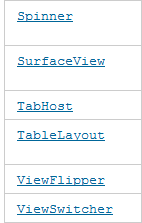 Spinner
SurfaceView
TabHost
TableLayout
ViewFlipper
ViewSwitcher